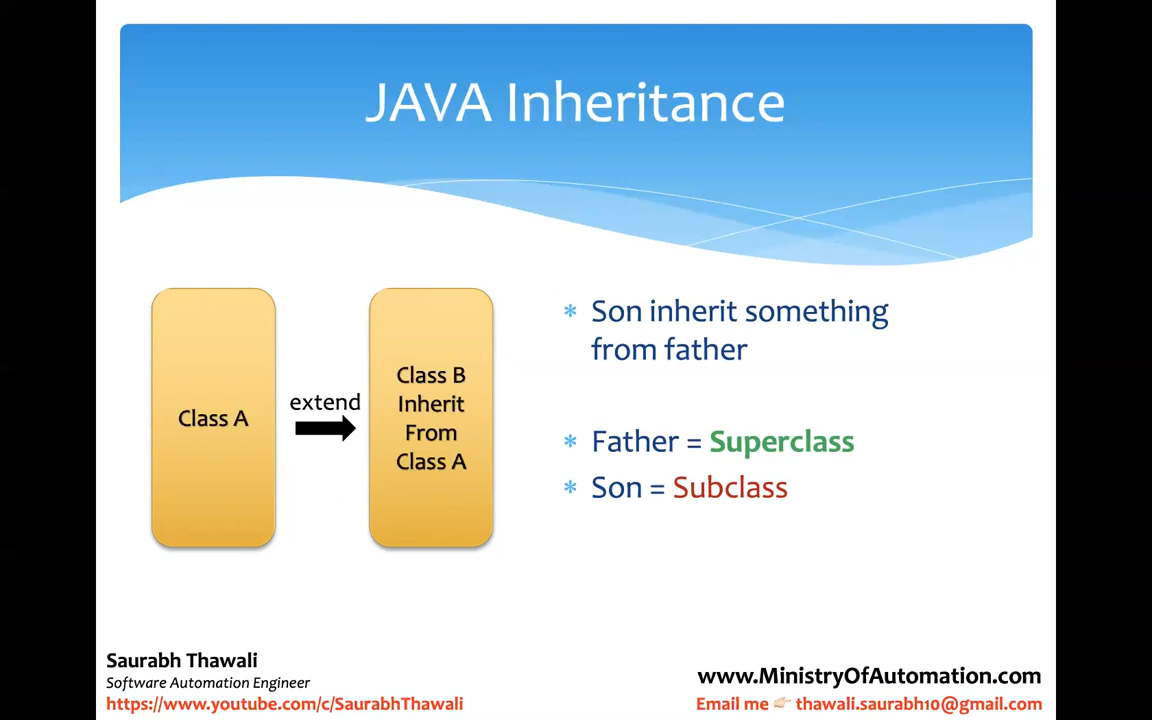 JAVA Inheritance
Class A
extend
Class B
Inherit
From
Class A
* Son inherit something
from father
* Father = Superclass
* Son = Subclass
Saurabh Thawali
Software Automation Engineer
https://www.youtube.com/c/SaurabhThawali
www.MinistryOfAutomation.com
Email me 👉🏻 thawali.saurabh10@gmail.com